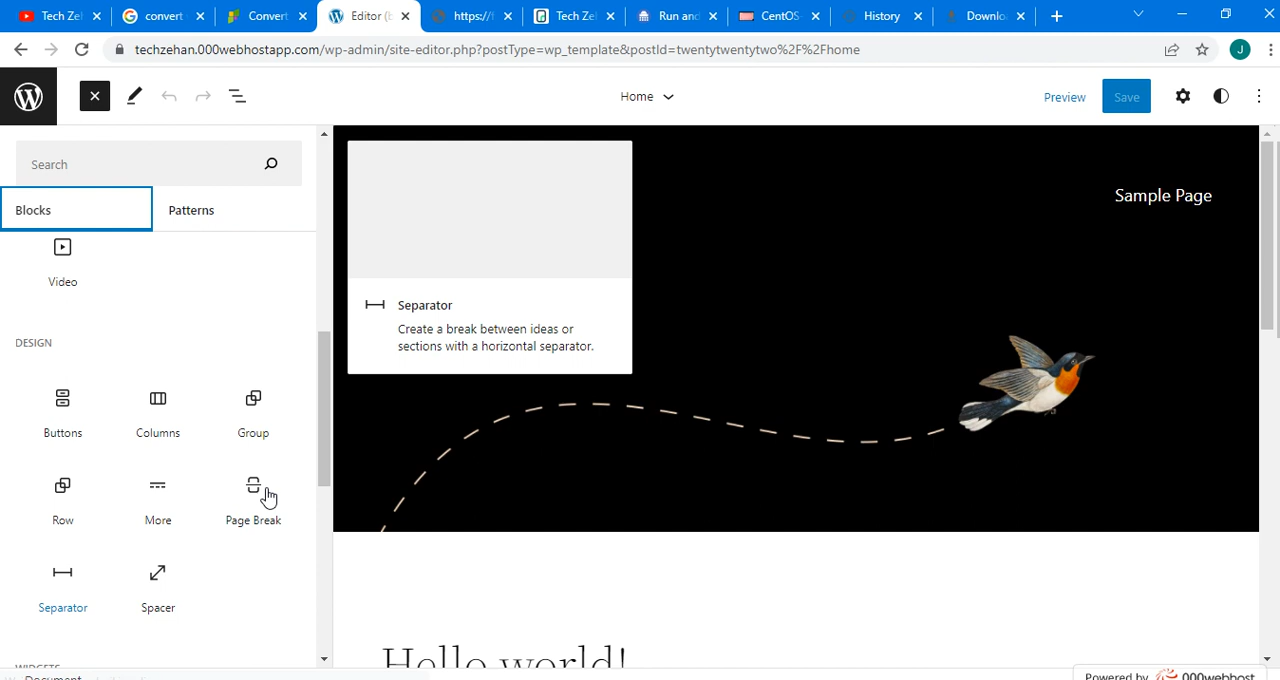 Tech Zel
convert
Convert
Editor (b
https://l
Tech Ze
Run and
CentOS
History
Downlo
techzehan.000webhostapp.com/wp-admin/site-editor.php?postType=wp_template&postId=twentytwentytwo%2F%2Fhome
J
Home
Preview
Save
Search
Blocks
Patterns
Video
DESIGN
Buttons
Columns
Group
Row
More
Page Break
Separator
Spacer
WIDGETS
Document
Separator
Create a break between ideas or
sections with a horizontal separator.
Sample Page
Hello world!
Powered by 000webhost